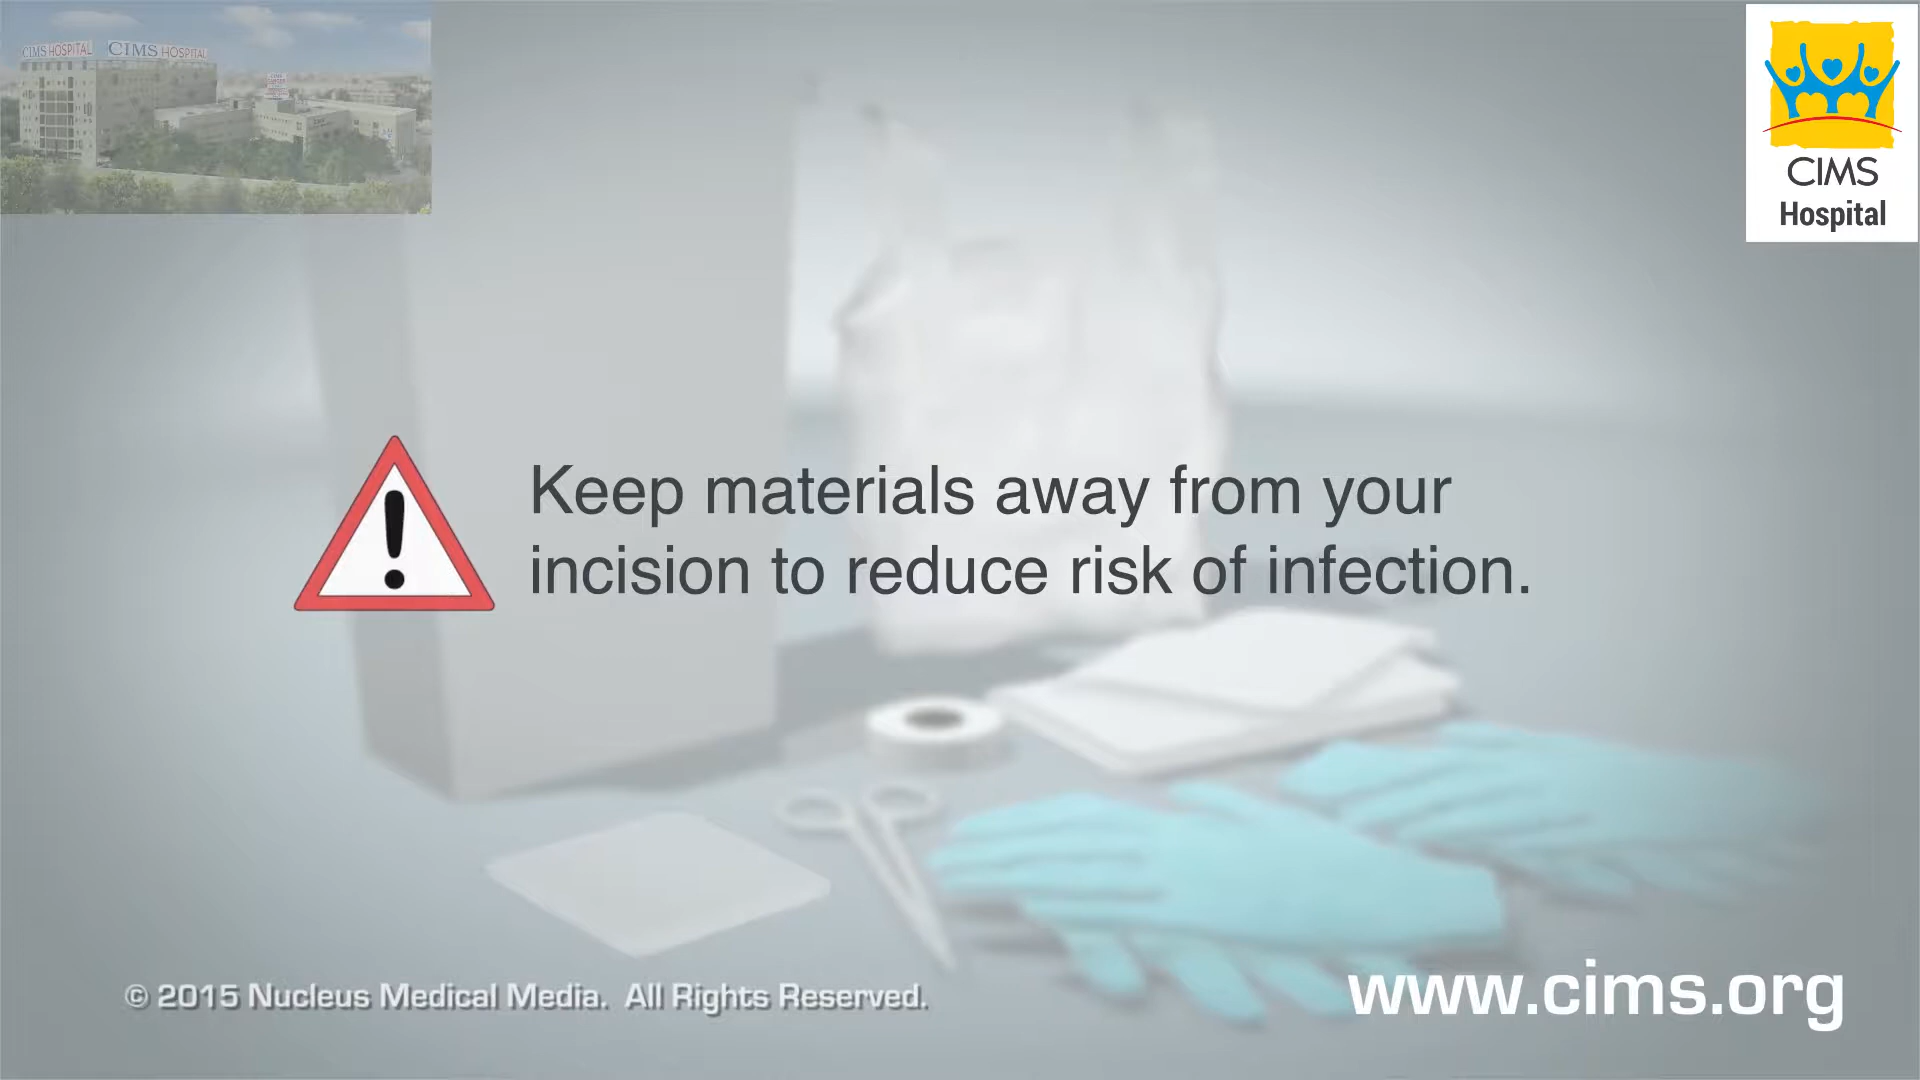 CIMS HOSPITAL CIMS HOSPITAL
CIMS
Hospital
Keep materials away from your
incision to reduce risk of infection.
© 2015 Nucleus Medical Media. All Rights Reserved.
www.cims.org